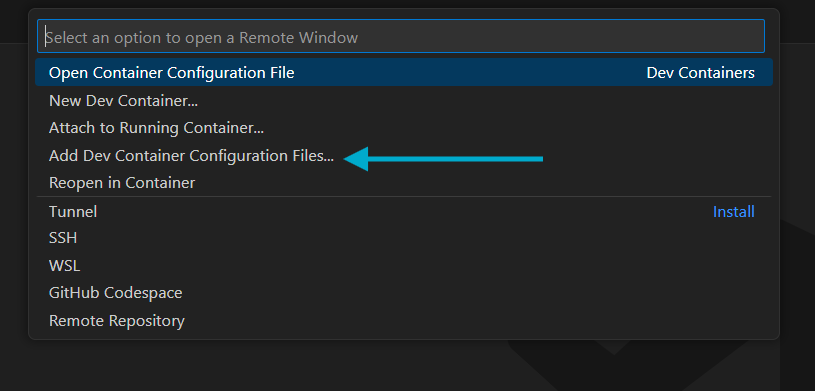 Select an option to open a Remote Window
Open Container Configuration File Dev Containers
New Dev Container...
Attach to Running Container...
Add Dev Container Configuration Files...
Reopen in Container
Tunnel Install
SSH
WSL
GitHub Codespace
Remote Repository